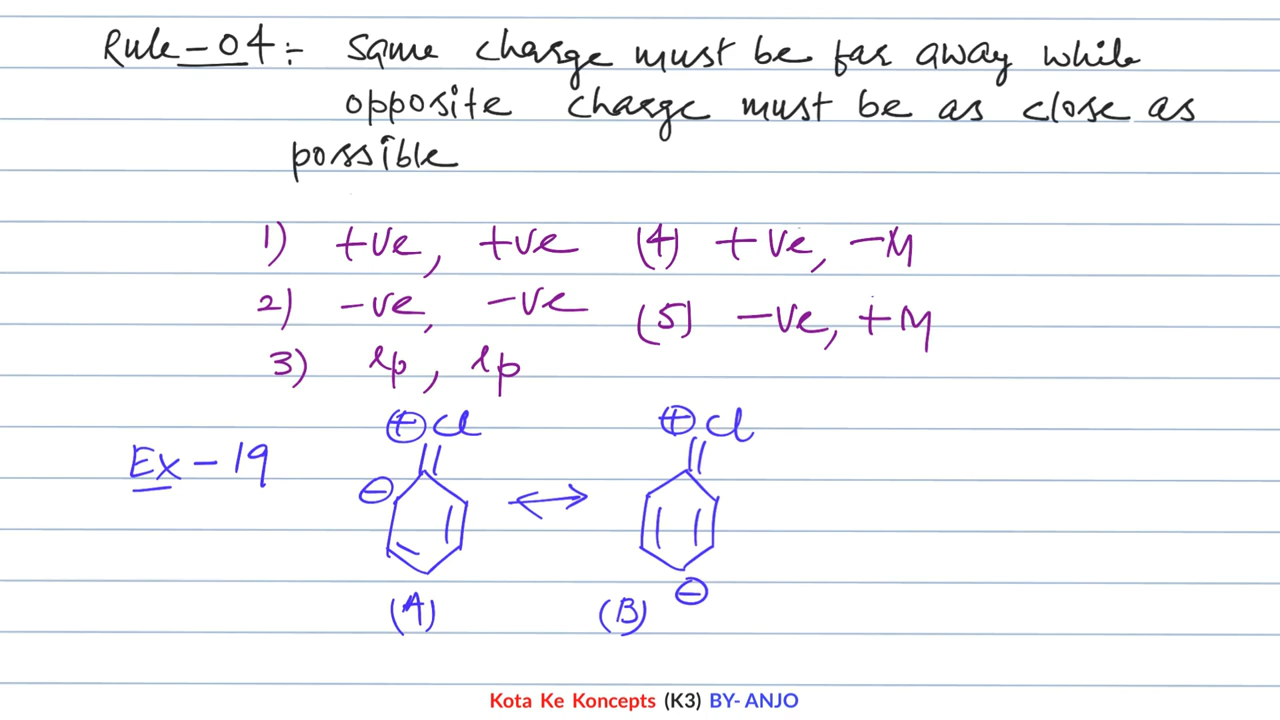 Rule-04:- same charge must be far away while
opposite charge must be as close as
possible
1) +ve, +ve (4) +ve, -M
2) -ve, -ve (5) -ve, +M
3) lp, lp
⊕Cl ⊕Cl
Ex-19 ⊖ ⟷
⊖
(A) (B)
Kota Ke Koncepts (K3) BY- ANJO